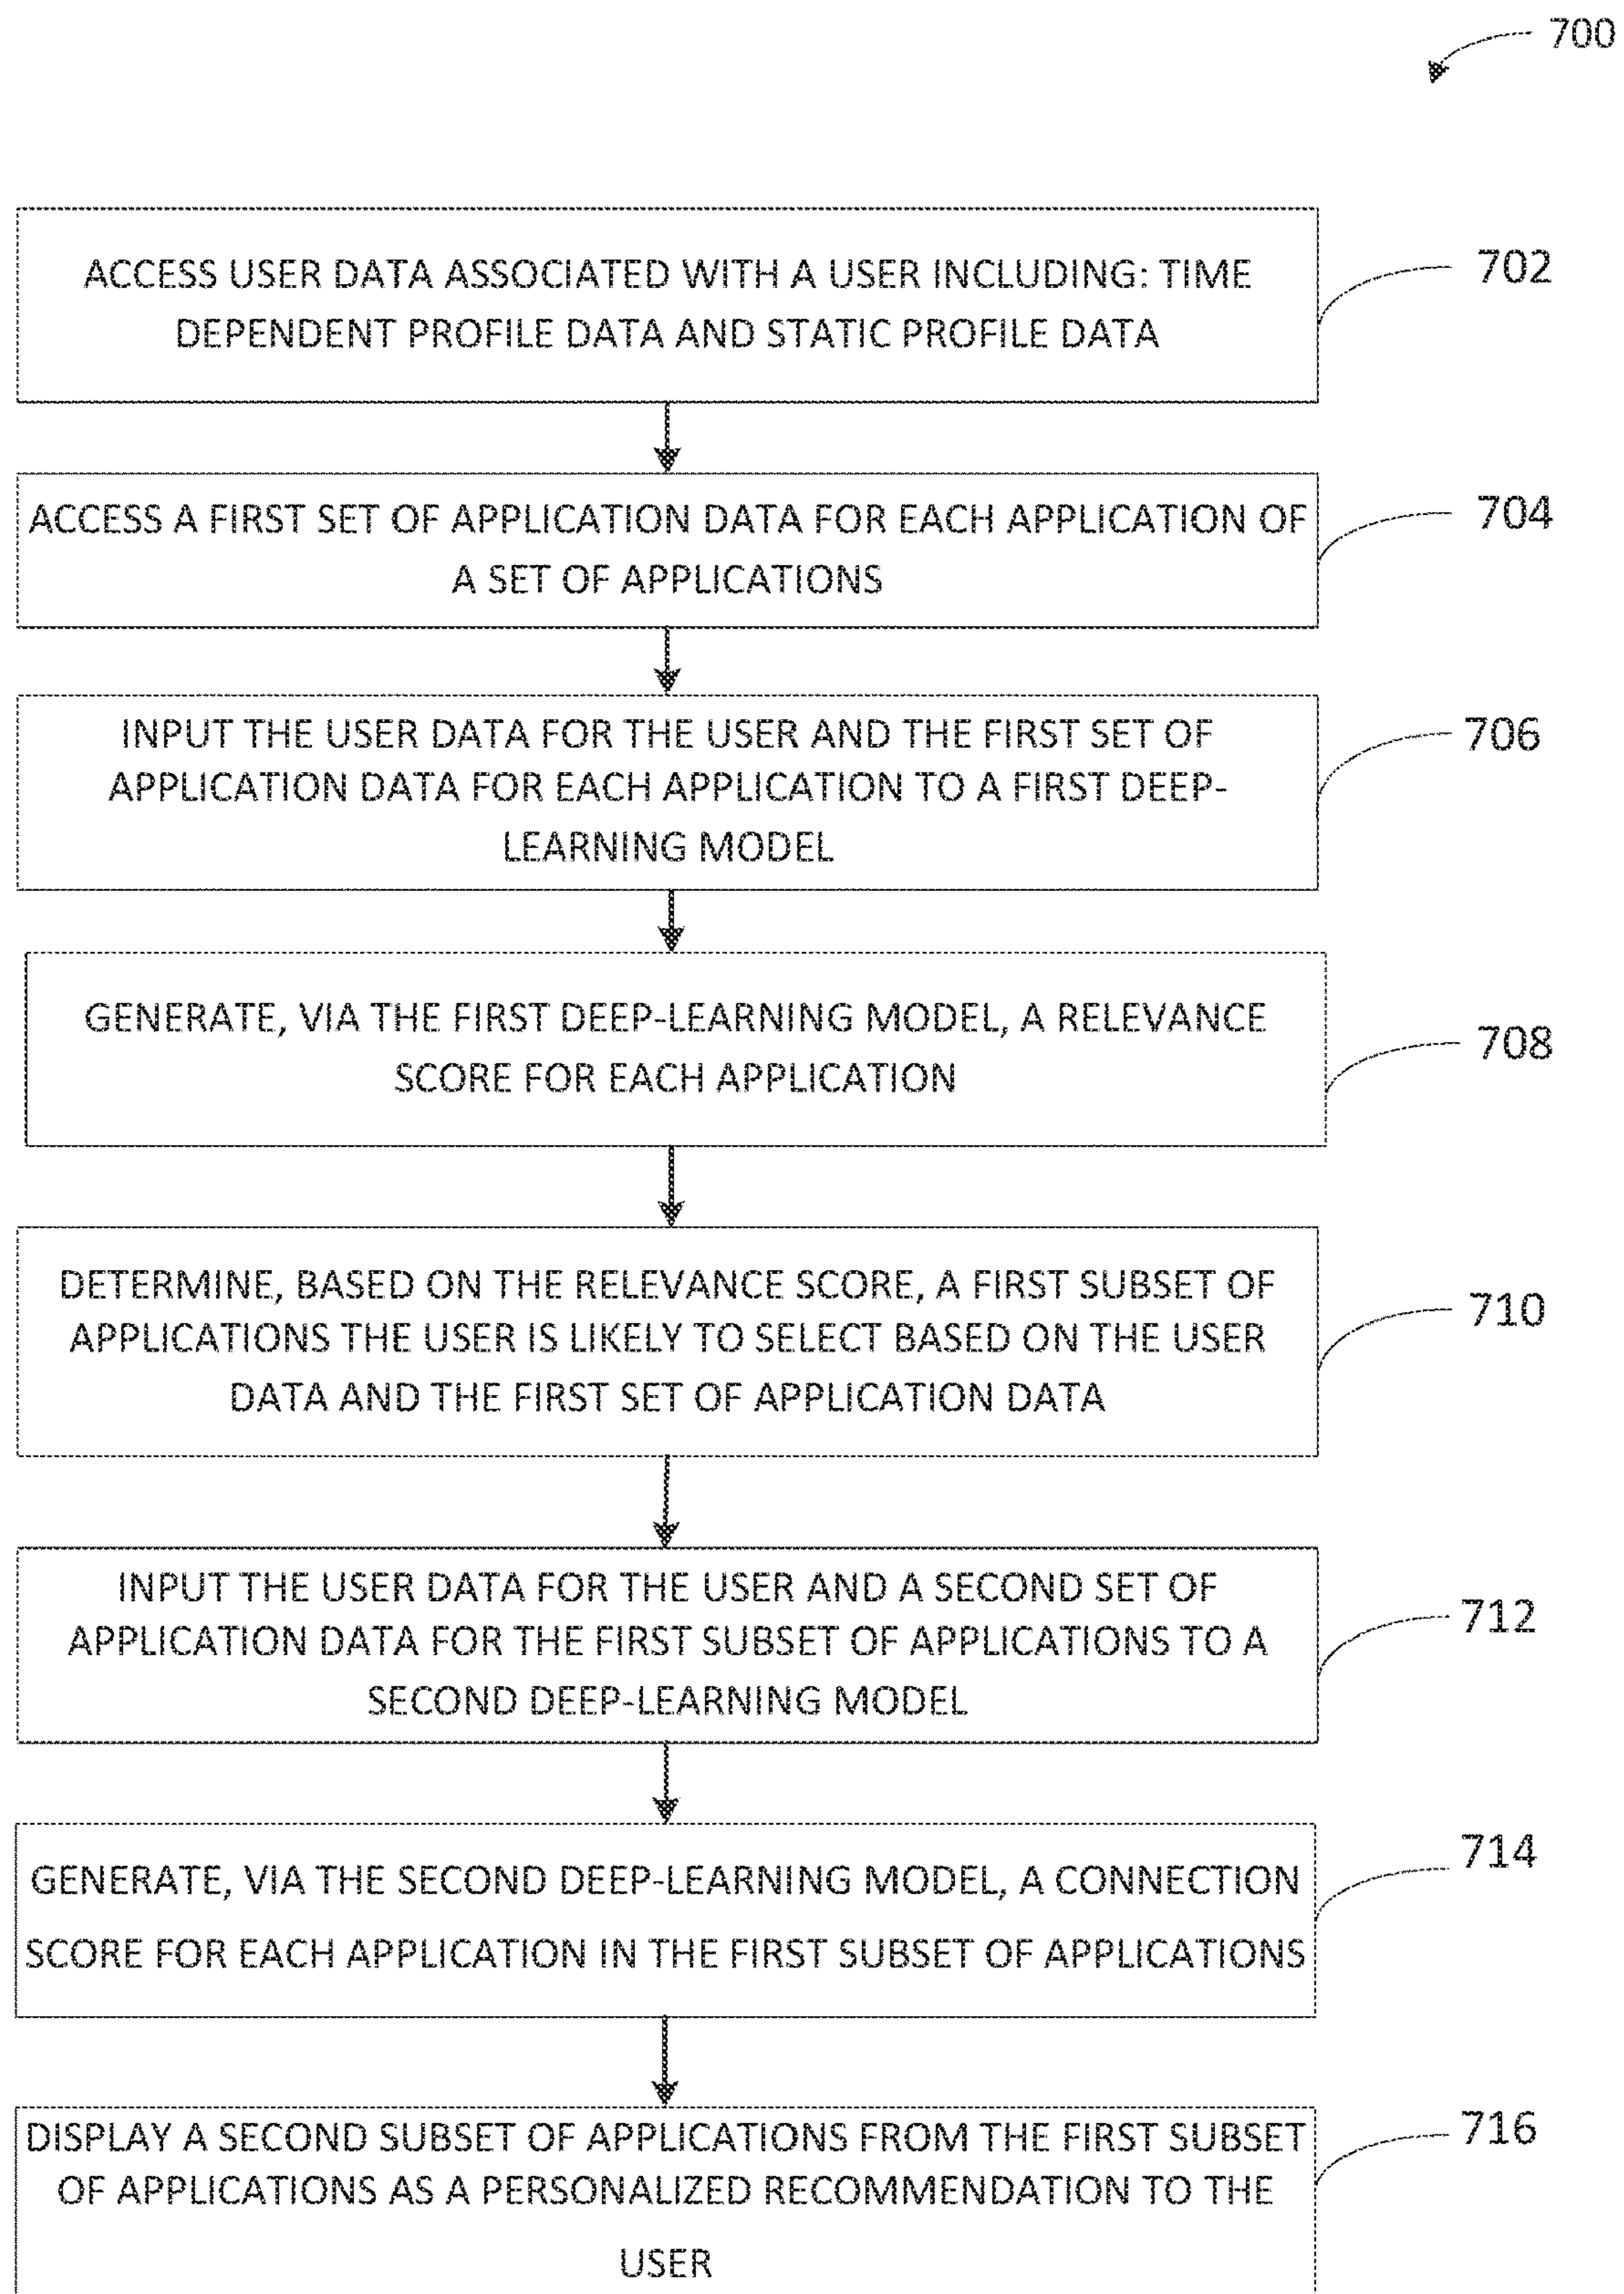 700
ACCESS USER DATA ASSOCIATED WITH A USER INCLUDING: TIME
DEPENDENT PROFILE DATA AND STATIC PROFILE DATA
702
ACCESS A FIRST SET OF APPLICATION DATA FOR EACH APPLICATION OF
A SET OF APPLICATIONS
704
INPUT THE USER DATA FOR THE USER AND THE FIRST SET OF
APPLICATION DATA FOR EACH APPLICATION TO A FIRST DEEP-
LEARNING MODEL
706
GENERATE, VIA THE FIRST DEEP-LEARNING MODEL, A RELEVANCE
SCORE FOR EACH APPLICATION
708
DETERMINE, BASED ON THE RELEVANCE SCORE, A FIRST SUBSET OF
APPLICATIONS THE USER IS LIKELY TO SELECT BASED ON THE USER
DATA AND THE FIRST SET OF APPLICATION DATA
710
INPUT THE USER DATA FOR THE USER AND A SECOND SET OF
APPLICATION DATA FOR THE FIRST SUBSET OF APPLICATIONS TO A
SECOND DEEP-LEARNING MODEL
712
GENERATE, VIA THE SECOND DEEP-LEARNING MODEL, A CONNECTION
SCORE FOR EACH APPLICATION IN THE FIRST SUBSET OF APPLICATIONS
714
DISPLAY A SECOND SUBSET OF APPLICATIONS FROM THE FIRST SUBSET
OF APPLICATIONS AS A PERSONALIZED RECOMMENDATION TO THE
USER
716